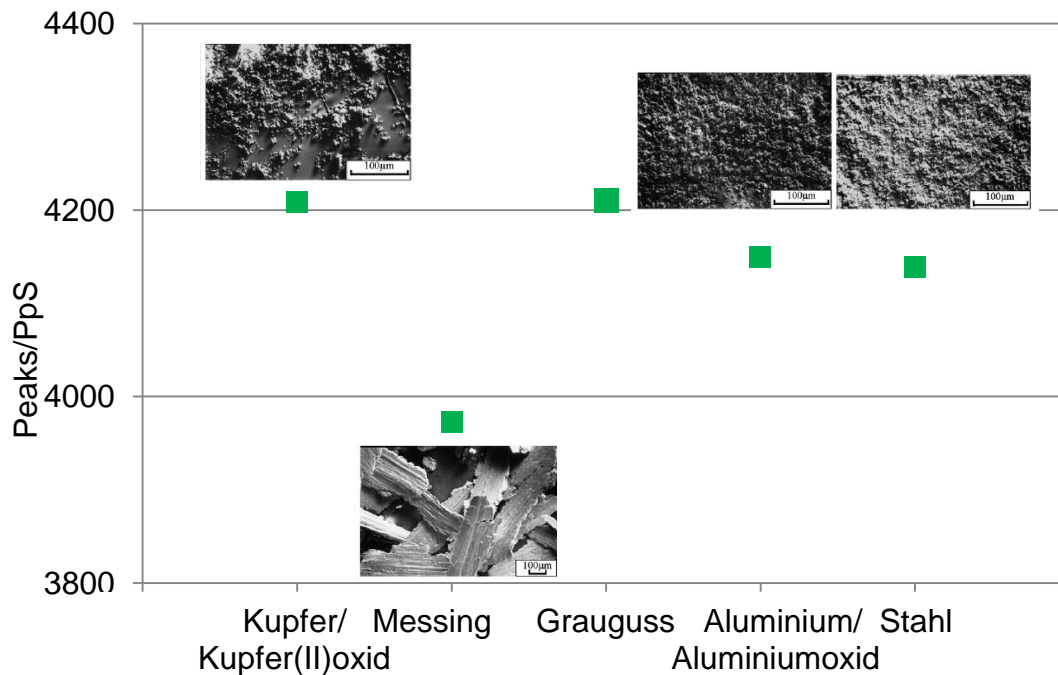 4400
4200
4000
3800
Peaks/PpS
100µm
100µm
100µm
100µm
Kupfer/ Messing Grauguss Aluminium/ Stahl
Kupfer(II)oxid Aluminiumoxid